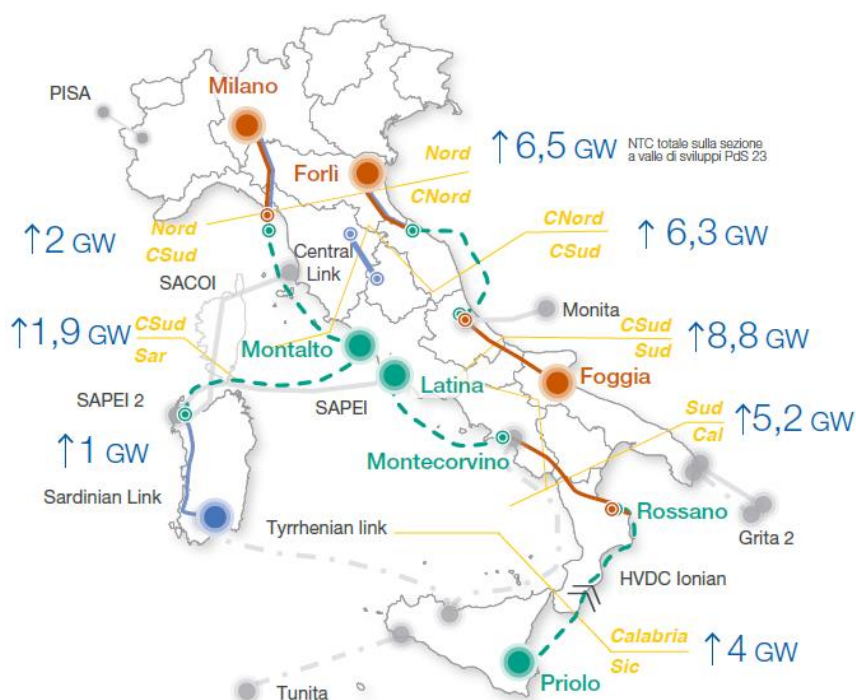 Milano
PISA
Nord
↑6,5 GW
NTC totale sulla sezione
a valle di sviluppi PdS 23
Forlì
CNord
Nord
CSud
↑2 GW
CNord
CSud
↑6,3 GW
Central
Link
SACOI
Monita
↑1,9 GW
CSud
Sar
Montalto
CSud
Sud
↑8,8 GW
Latina
Foggia
SAPEI 2
SAPEI
Sud
Cal
↑5,2 GW
↑1 GW
Montecorvino
Sardinian Link
Rossano
Tyrrhenian link
Grita 2
HVDC Ionian
Calabria
Sic
↑4 GW
Priolo
Tunita